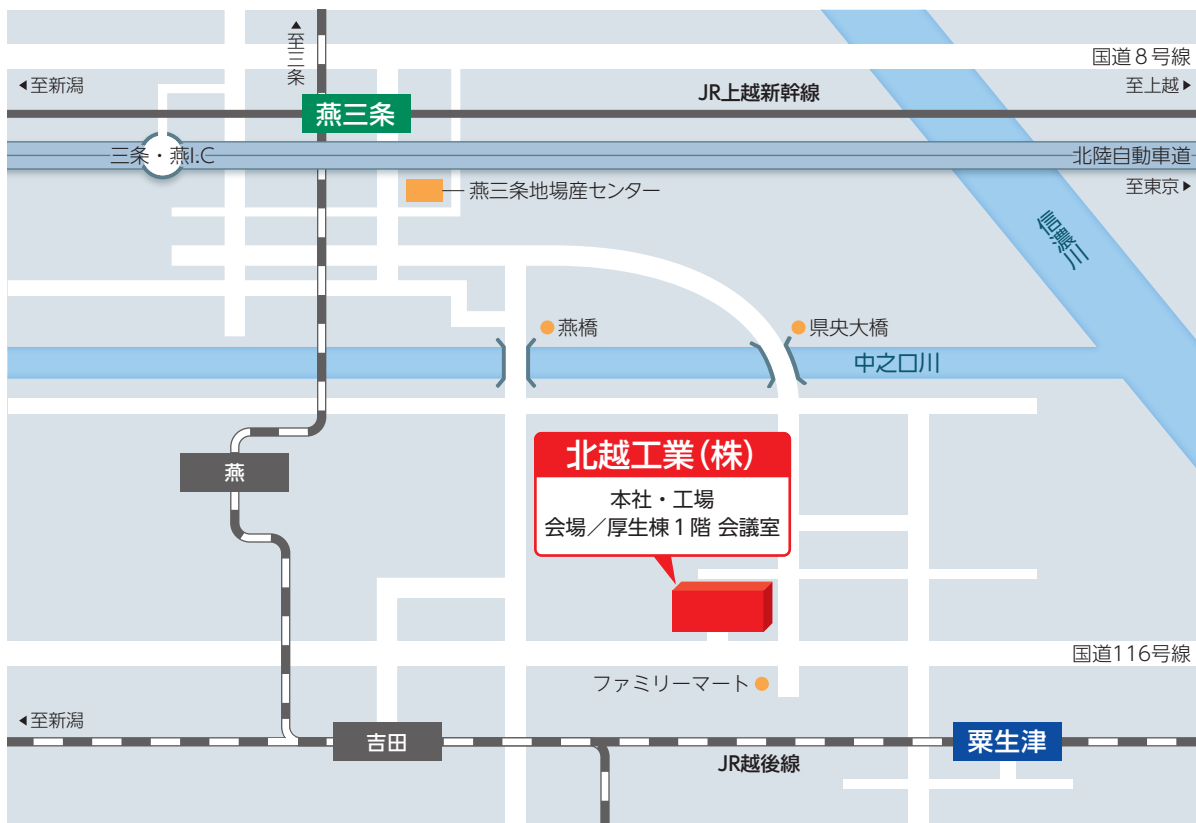 ▲至三条
国道８号線
◀至新潟
JR上越新幹線
至上越▶
燕三条
三条・燕I.C
北陸自動車道
燕三条地場産センター
至東京▶
信濃川
燕橋
県央大橋
中之口川
燕
北越工業(株)
本社・工場
会場／厚生棟１階 会議室
国道116号線
ファミリーマート
◀至新潟
吉田
粟生津
JR越後線